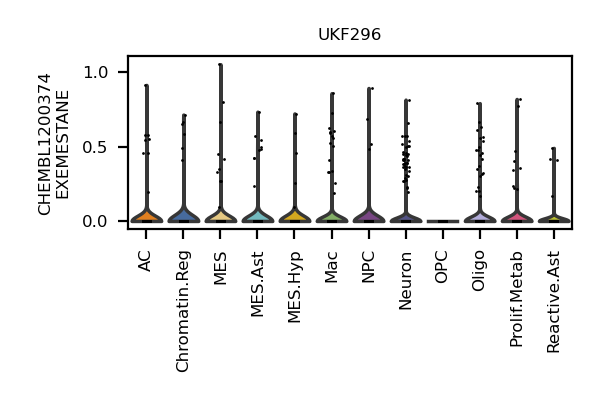 UKF296
CHEMBL1200374
EXEMESTANE
1.0
0.5
0.0
AC
Chromatin.Reg
MES
MES.Ast
MES.Hyp
Mac
NPC
Neuron
OPC
Oligo
Prolif.Metab
Reactive.Ast